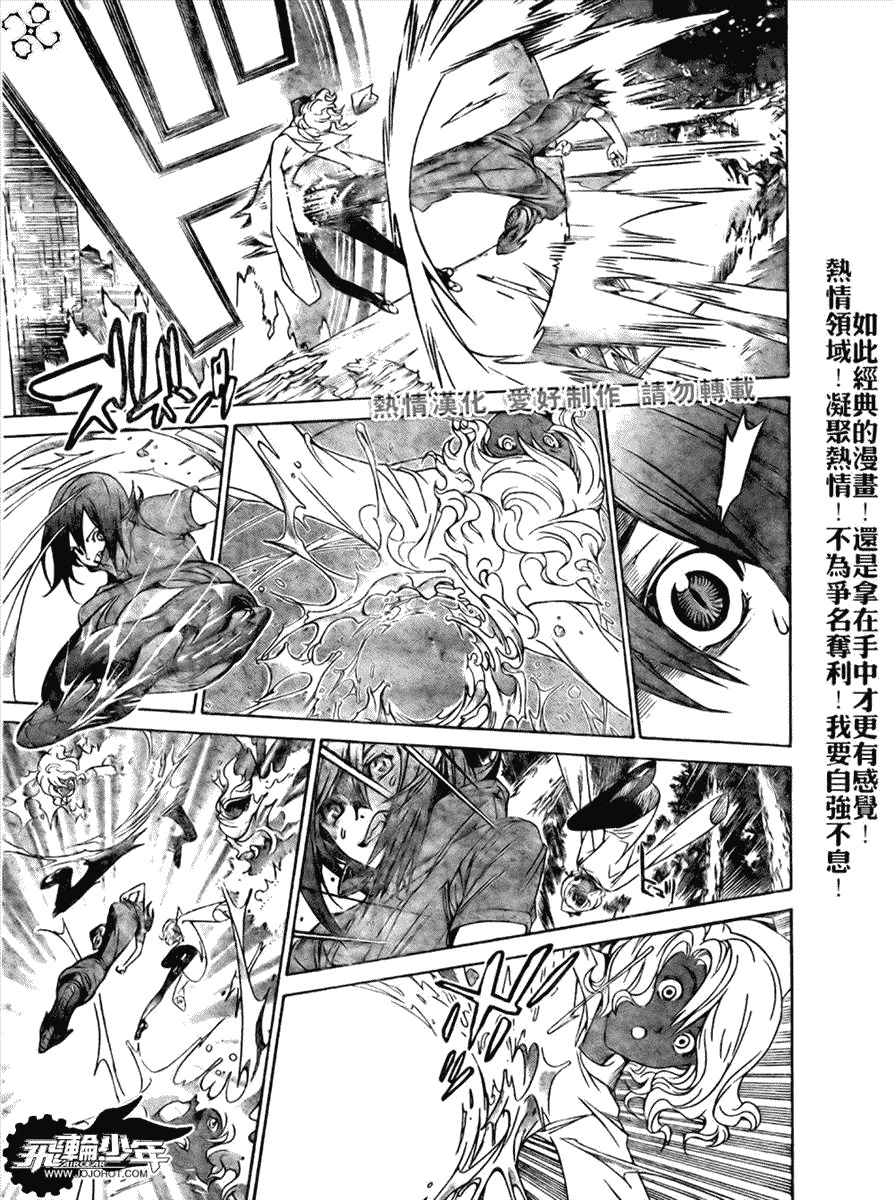 如此經典的漫畫！還是拿在手中才更有感覺！
熱情領域！凝聚熱情！不為爭名奪利！我要自強不息！
熱情漢化 愛好制作 請勿轉載
飛輪少年
AIR GEAR
WWW.JOJOHOT.COM